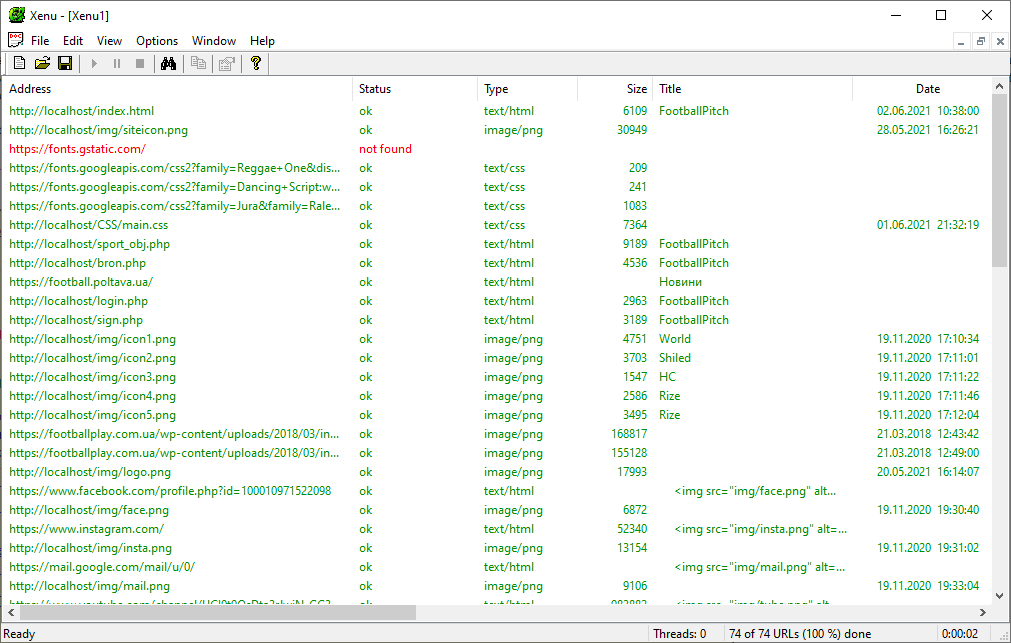 Xenu - [Xenu1]
DOC File Edit View Options Window Help
Address Status Type Size Title Date
http://localhost/index.html ok text/html 6109 FootballPitch 02.06.2021 10:38:00
http://localhost/img/siteicon.png ok image/png 30949 28.05.2021 16:26:21
https://fonts.gstatic.com/ not found
https://fonts.googleapis.com/css2?family=Reggae+One&dis... ok text/css 209
https://fonts.googleapis.com/css2?family=Dancing+Script:w... ok text/css 241
https://fonts.googleapis.com/css2?family=Jura&family=Rale... ok text/css 1083
http://localhost/CSS/main.css ok text/css 7364 01.06.2021 21:32:19
http://localhost/sport_obj.php ok text/html 9189 FootballPitch
http://localhost/bron.php ok text/html 4536 FootballPitch
https://football.poltava.ua/ ok text/html Новини
http://localhost/login.php ok text/html 2963 FootballPitch
http://localhost/sign.php ok text/html 3189 FootballPitch
http://localhost/img/icon1.png ok image/png 4751 World 19.11.2020 17:10:34
http://localhost/img/icon2.png ok image/png 3703 Shiled 19.11.2020 17:11:01
http://localhost/img/icon3.png ok image/png 1547 HC 19.11.2020 17:11:22
http://localhost/img/icon4.png ok image/png 2586 Rize 19.11.2020 17:11:46
http://localhost/img/icon5.png ok image/png 3495 Rize 19.11.2020 17:12:04
https://footballplay.com.ua/wp-content/uploads/2018/03/in... ok image/png 168817 21.03.2018 12:43:42
https://footballplay.com.ua/wp-content/uploads/2018/03/in... ok image/png 155128 21.03.2018 12:49:00
http://localhost/img/logo.png ok image/png 17993 20.05.2021 16:14:07
https://www.facebook.com/profile.php?id=100010971522098 ok text/html <img src="img/face.png" alt...
http://localhost/img/face.png ok image/png 6872 19.11.2020 19:30:40
https://www.instagram.com/ ok text/html 52340 <img src="img/insta.png" alt=...
http://localhost/img/insta.png ok image/png 13154 19.11.2020 19:31:02
https://mail.google.com/mail/u/0/ ok text/html <img src="img/mail.png" alt=...
http://localhost/img/mail.png ok image/png 9106 19.11.2020 19:33:04
ok text/html <img src="img/tube.png" alt
Ready Threads: 0 74 of 74 URLs (100 %) done 0:00:02